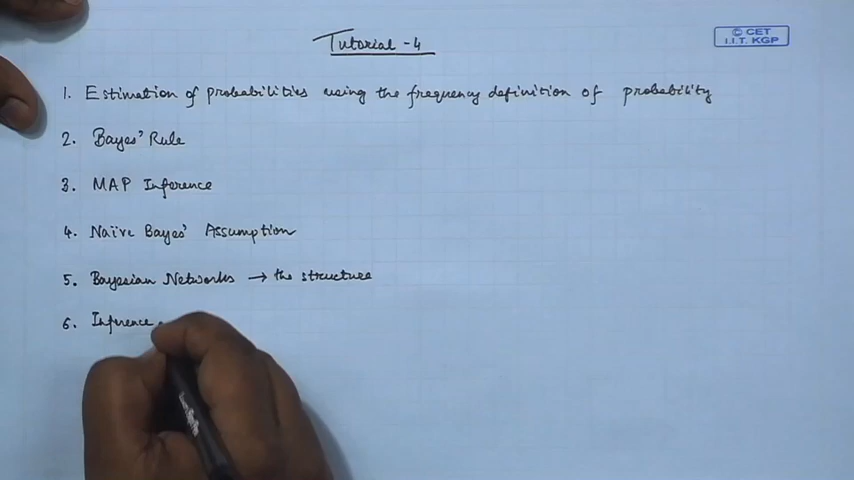 Tutorial - 4
© CET
I.I.T. KGP
1. Estimation of probabilities using the frequency definition of probability
2. Bayes' Rule
3. MAP Inference
4. Naïve Bayes' Assumption
5. Bayesian Networks → the structure
6. Inference